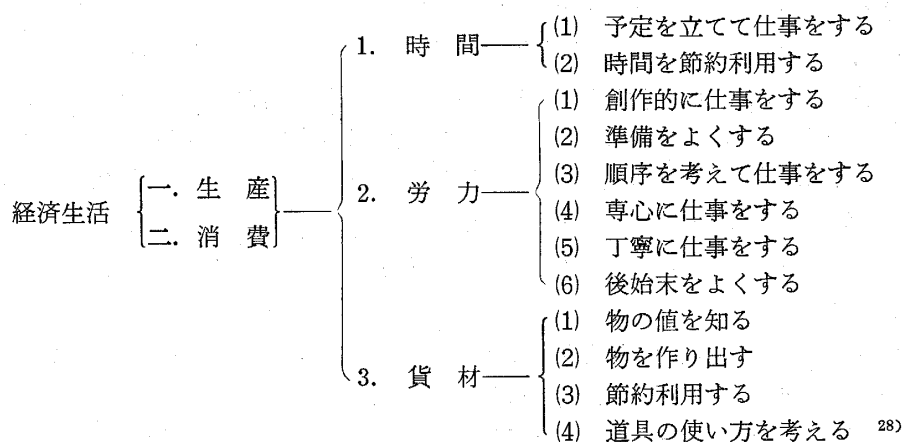 経済生活
一. 生 産
二. 消 費
1. 時 間
(1) 予定を立てて仕事をする
(2) 時間を節約利用する
2. 労 力
(1) 創作的に仕事をする
(2) 準備をよくする
(3) 順序を考えて仕事をする
(4) 専心に仕事をする
(5) 丁寧に仕事をする
(6) 後始末をよくする
3. 貨 材
(1) 物の値を知る
(2) 物を作り出す
(3) 節約利用する
(4) 道具の使い方を考える 28)